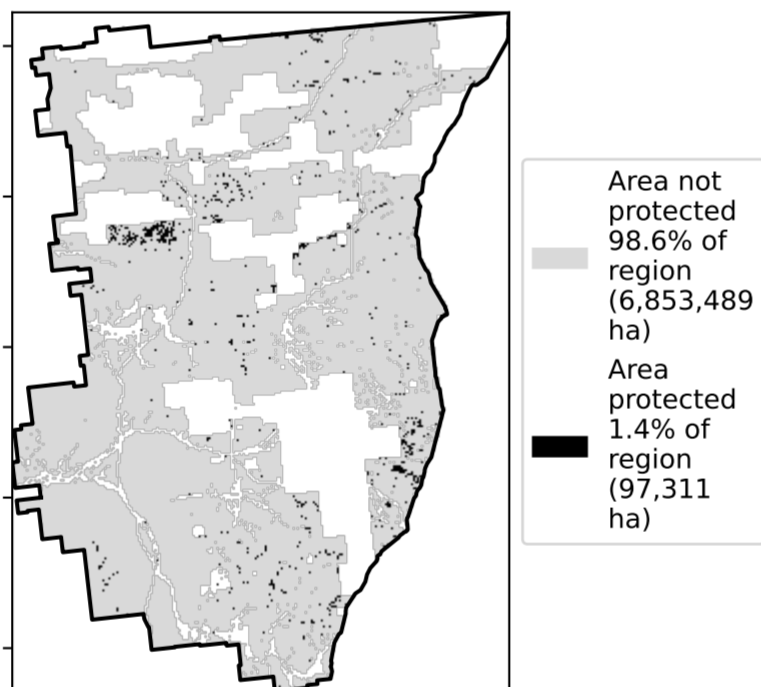 Area not
protected
98.6% of
region
(6,853,489
ha)
Area
protected
1.4% of
region
(97,311
ha)